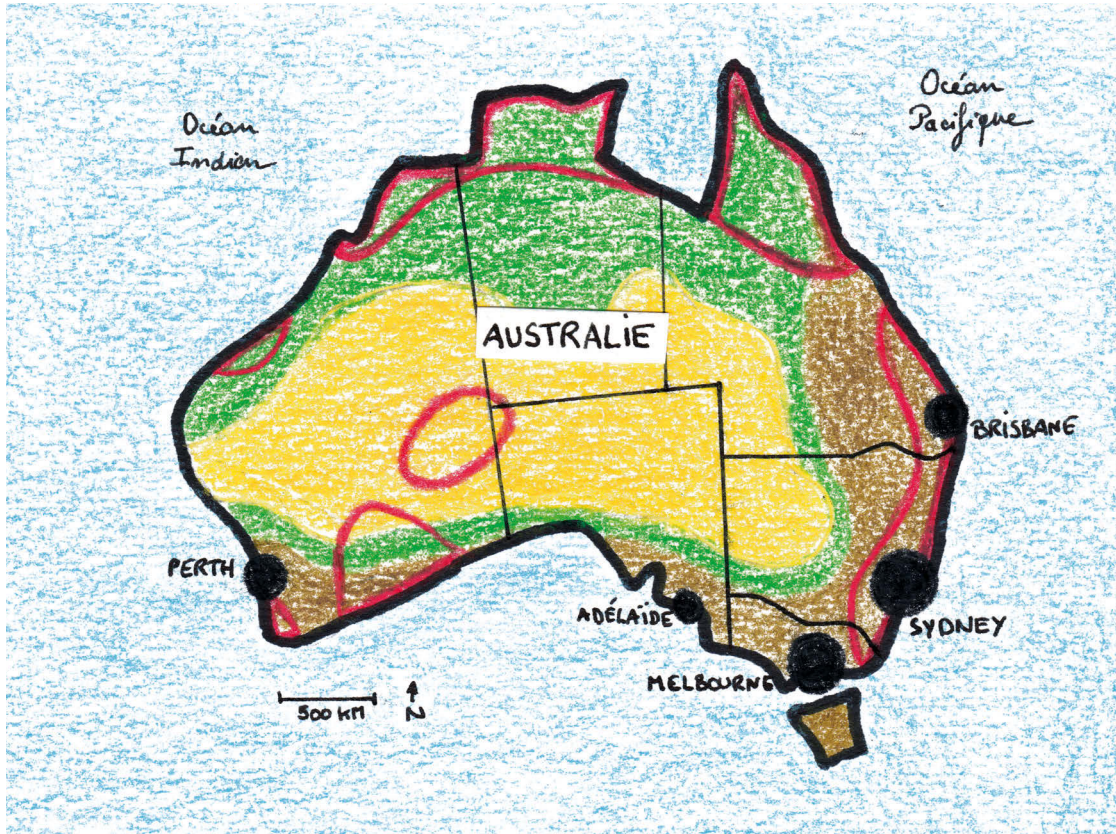 Océan
Indien
Océan
Pacifique
AUSTRALIE
BRISBANE
PERTH
ADÉLAÏDE
SYDNEY
MELBOURNE
500 KM
N